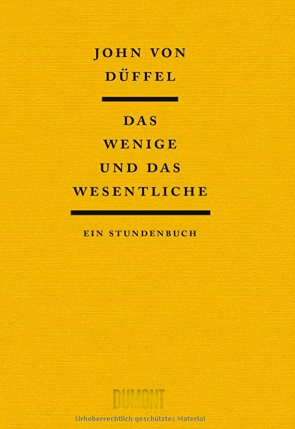 JOHN VON
DÜFFEL
DAS
WENIGE
UND DAS
WESENTLICHE
EIN STUNDENBUCH
DUMONT
Urheberrechtlich geschütztes Material